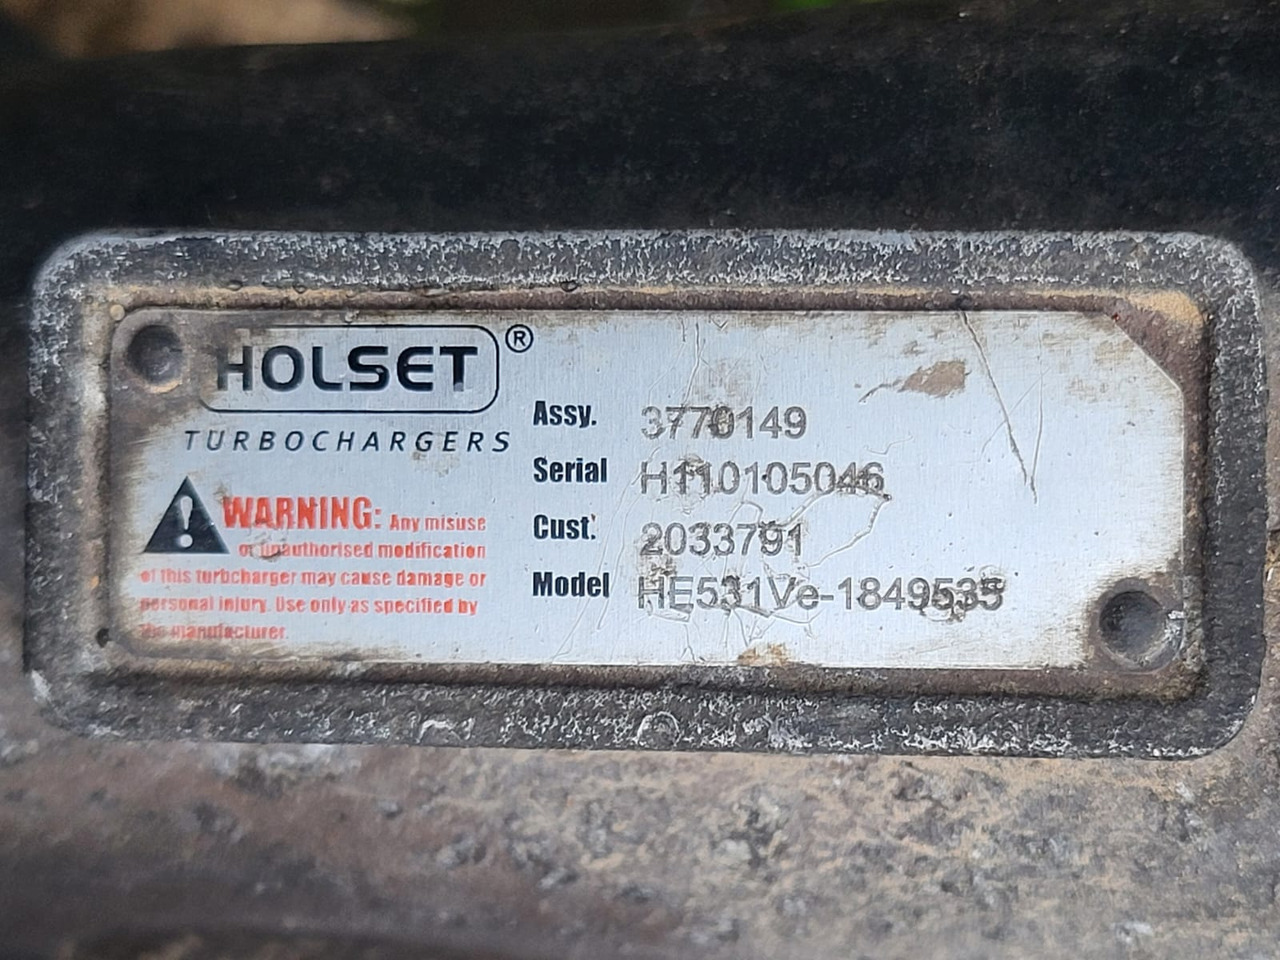 HOLSET®
TURBOCHARGERS
WARNING: Any misuse
or unauthorised modification
of this turbcharger may cause damage or
personal injury. Use only as specified by
the manufacturer.
Assy. 3770149
Serial H110105046
Cust. 2033791
Model HE531Ve-1849535